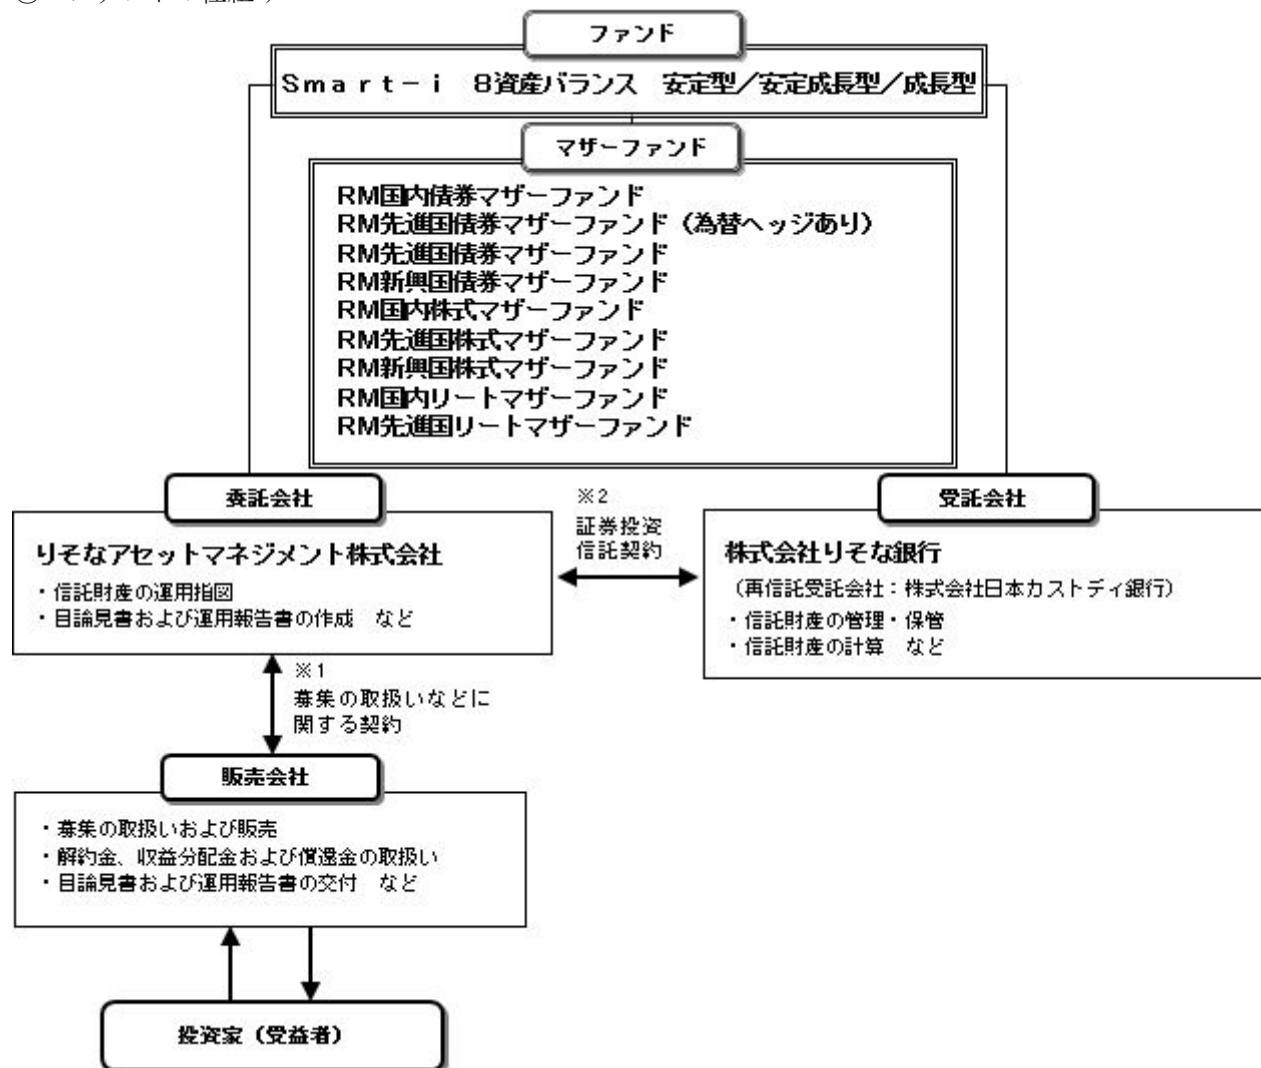 ファンド
Ｓｍａｒｔ－ｉ　８資産バランス　安定型／安定成長型／成長型
マザーファンド
RM国内債券マザーファンド
RM先進国債券マザーファンド（為替ヘッジあり）
RM先進国債券マザーファンド
RM新興国債券マザーファンド
RM国内株式マザーファンド
RM先進国株式マザーファンド
RM新興国株式マザーファンド
RM国内リートマザーファンド
RM先進国リートマザーファンド
委託会社
りそなアセットマネジメント株式会社
・信託財産の運用指図
・目論見書および運用報告書の作成　など
※2
証券投資
信託契約
受託会社
株式会社りそな銀行
（再信託受託会社：株式会社日本カストディ銀行）
・信託財産の管理・保管
・信託財産の計算　など
※1
募集の取扱いなどに
関する契約
販売会社
・募集の取扱いおよび販売
・解約金、収益分配金および償還金の取扱い
・目論見書および運用報告書の交付　など
投資家（受益者）